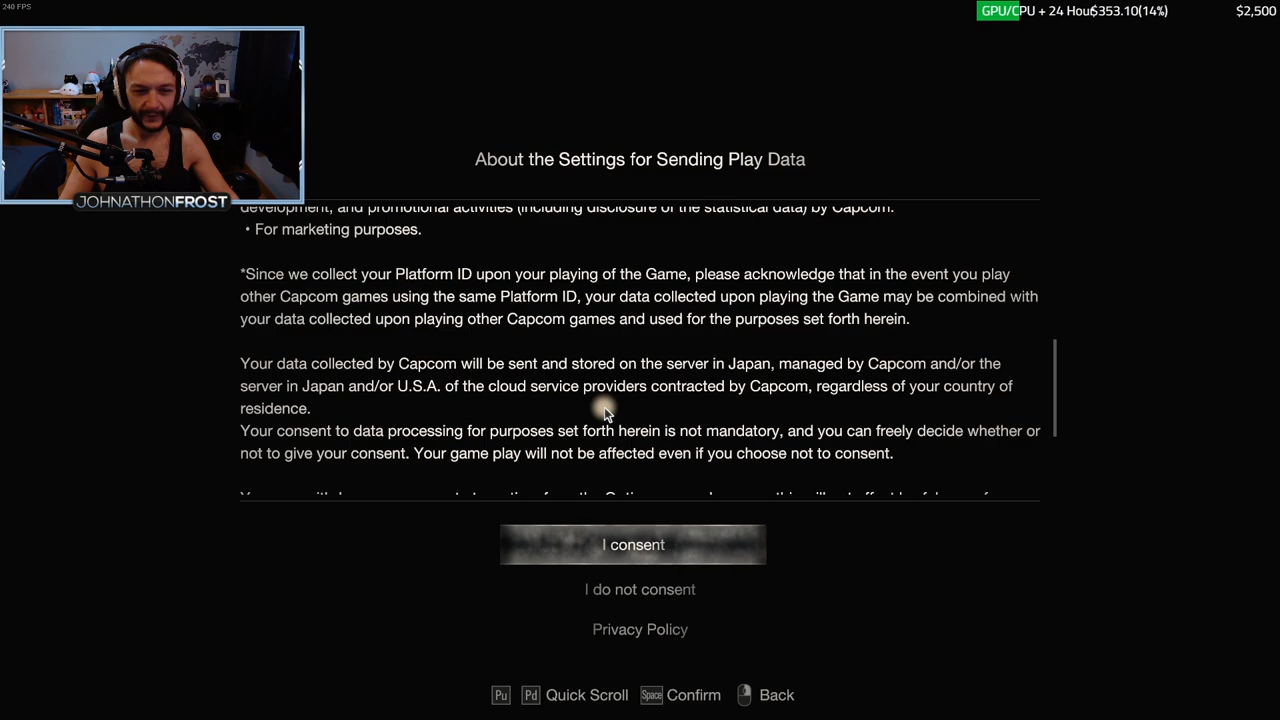 240 FPS
GPU/CPU + 24 Hour $353.10(14%) $2,500
JOHNATHONFROST
About the Settings for Sending Play Data
development, and promotional activities (including disclosure of the statistical data) by Capcom.
・For marketing purposes.
*Since we collect your Platform ID upon your playing of the Game, please acknowledge that in the event you play
other Capcom games using the same Platform ID, your data collected upon playing the Game may be combined with
your data collected upon playing other Capcom games and used for the purposes set forth herein.
Your data collected by Capcom will be sent and stored on the server in Japan, managed by Capcom and/or the
server in Japan and/or U.S.A. of the cloud service providers contracted by Capcom, regardless of your country of
residence.
Your consent to data processing for purposes set forth herein is not mandatory, and you can freely decide whether or
not to give your consent. Your game play will not be affected even if you choose not to consent.
I consent
I do not consent
Privacy Policy
Pu Pd Quick Scroll Space Confirm Back